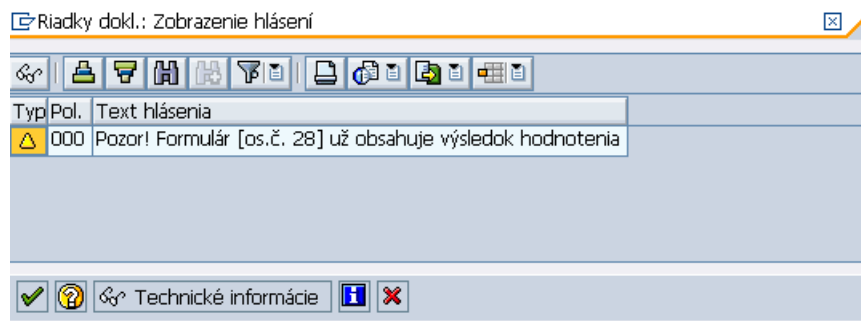 Riadky dokl.: Zobrazenie hlásení
Typ Pol. Text hlásenia
000 Pozor! Formulár [os.č. 28] už obsahuje výsledok hodnotenia
Technické informácie